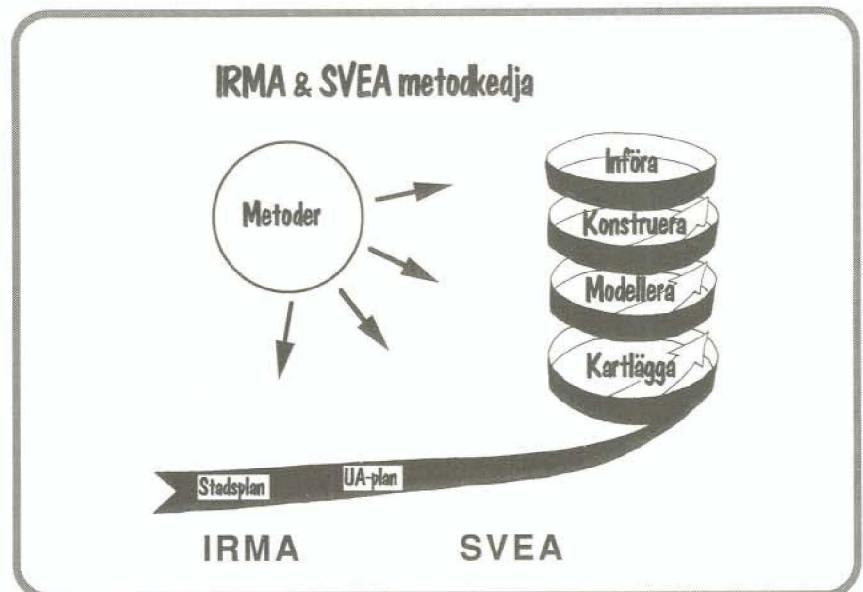 IRMA & SVEA metodkedja
Metoder
Införa
Konstruera
Modellera
Kartlägga
Stadsplan
UA-plan
IRMA
SVEA